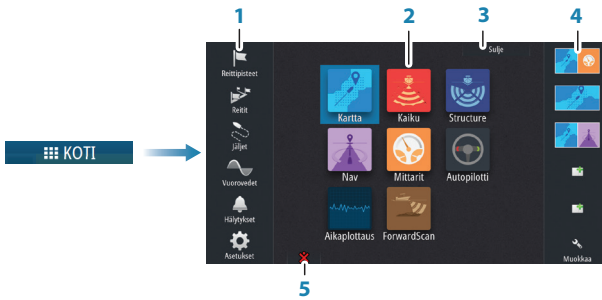 1
2
3
4
Sulje
Reittipisteet
Reitit
Jäljet
Vuorovedet
Hälytykset
Asetukset
KOTI
Kartta
Kaiku
Structure
Nav
Mittarit
Autopilotti
Aikaplottaus
ForwardScan
Muokkaa
5